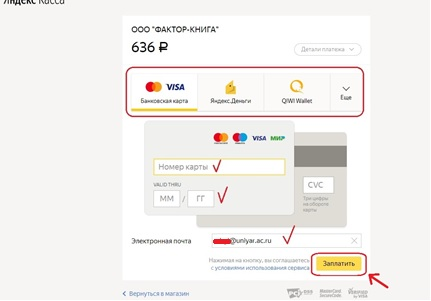 Яндекс Касса
ООО "ФАКТОР-КНИГА"
636 ₽
Детали платежа
VISA
Банковская карта
Яндекс.Деньги
QIWI Wallet
Еще
VISA МИР
Номер карты
VALID THRU
ММ / ГГ
CVC
Три цифры
на обороте
карты
Электронная почта
@uniyar.ac.ru
Нажимая на кнопку, вы соглашаетесь
с условиями использования сервиса
Заплатить
Вернуться в магазин
MasterCard
SecureCode